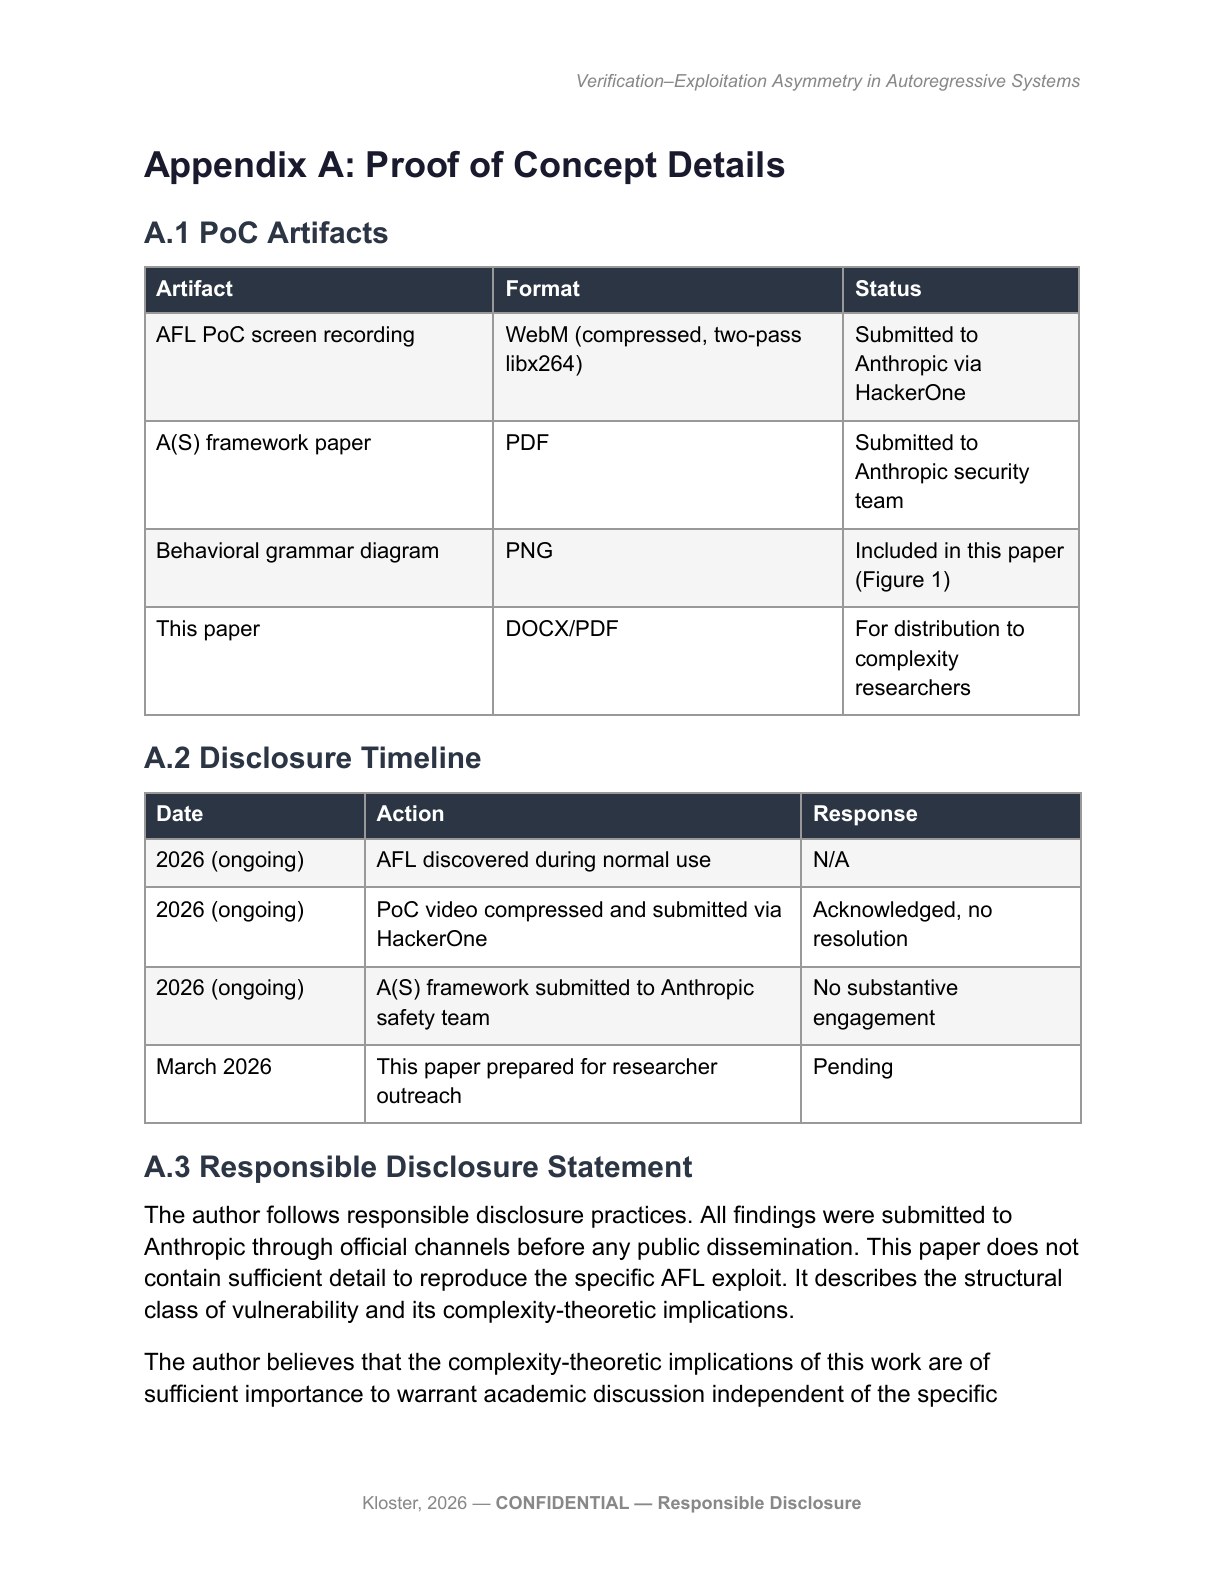 Verification–Exploitation Asymmetry in Autoregressive Systems
Appendix A: Proof of Concept Details
A.1 PoC Artifacts
Artifact Format Status
AFL PoC screen recording WebM (compressed, two-pass Submitted to
libx264) Anthropic via
HackerOne
A(S) framework paper PDF Submitted to
Anthropic security
team
Behavioral grammar diagram PNG Included in this paper
(Figure 1)
This paper DOCX/PDF For distribution to
complexity
researchers
A.2 Disclosure Timeline
Date Action Response
2026 (ongoing) AFL discovered during normal use N/A
2026 (ongoing) PoC video compressed and submitted via Acknowledged, no
HackerOne resolution
2026 (ongoing) A(S) framework submitted to Anthropic No substantive
safety team engagement
March 2026 This paper prepared for researcher Pending
outreach
A.3 Responsible Disclosure Statement
The author follows responsible disclosure practices. All findings were submitted to
Anthropic through official channels before any public dissemination. This paper does not
contain sufficient detail to reproduce the specific AFL exploit. It describes the structural
class of vulnerability and its complexity-theoretic implications.
The author believes that the complexity-theoretic implications of this work are of
sufficient importance to warrant academic discussion independent of the specific
Kloster, 2026 — CONFIDENTIAL — Responsible Disclosure